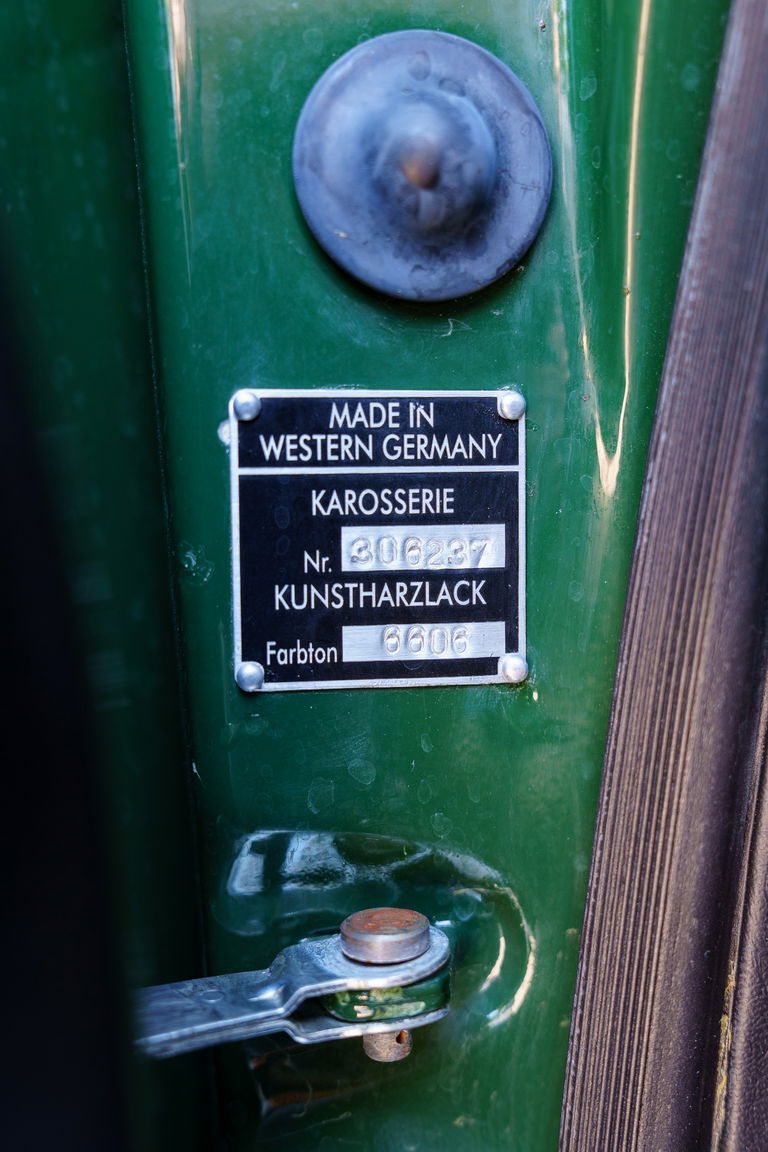 MADE IN
WESTERN GERMANY
KAROSSERIE
Nr. 306237
KUNSTHARZLACK
Farbton 6606